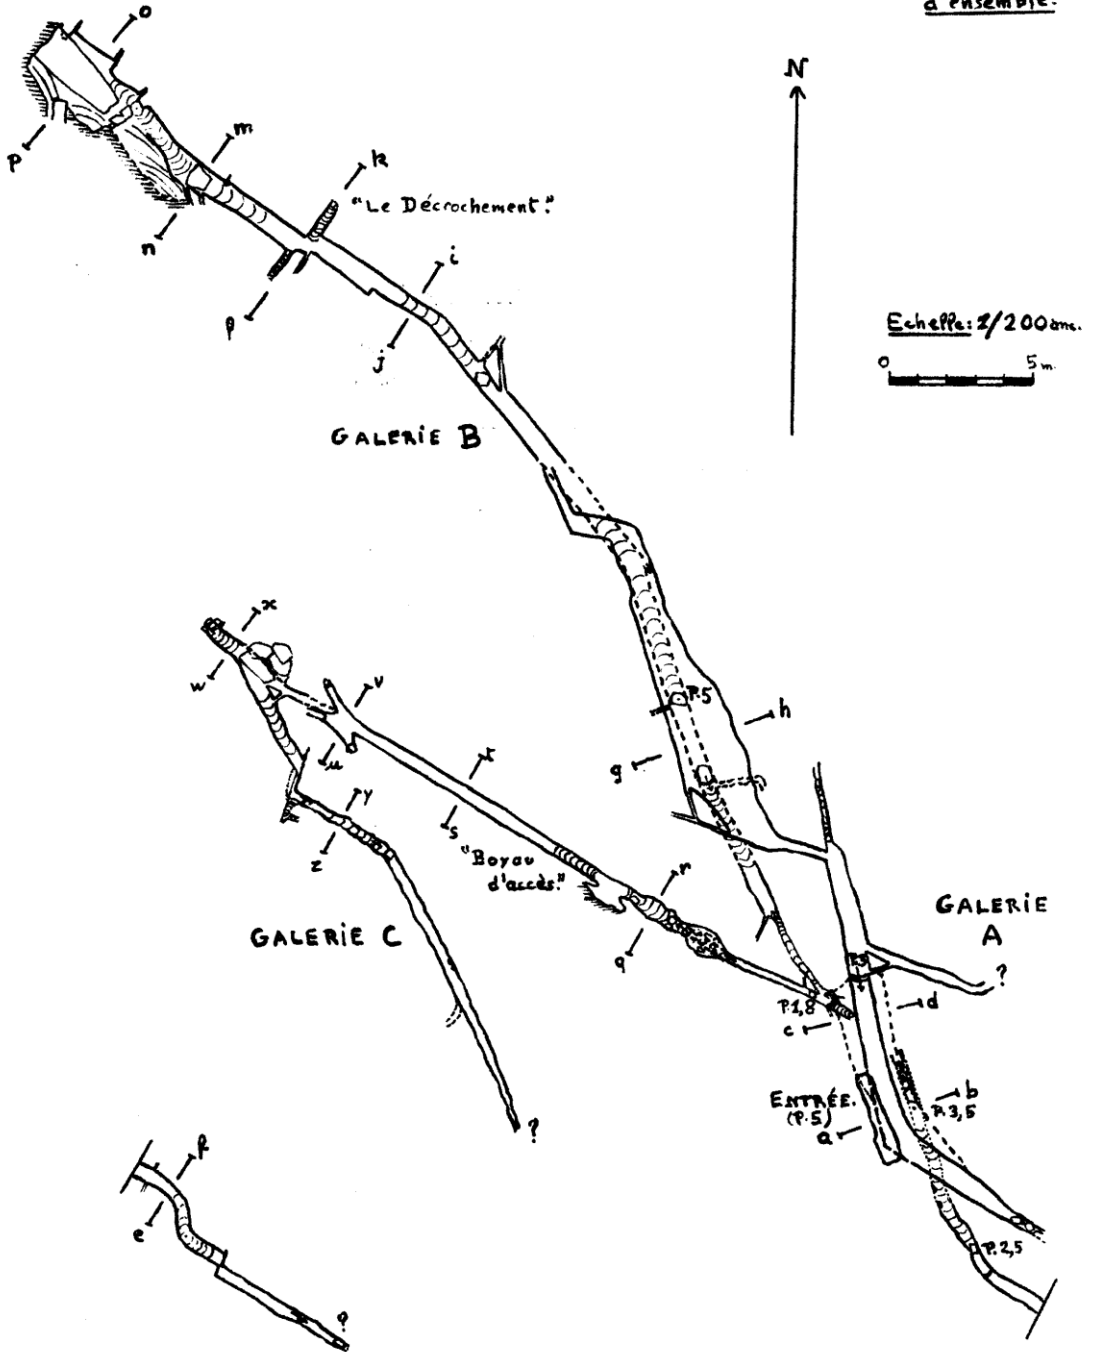 d'ensemble.
o
N
m
k
p
"Le Décrochement."
n
i
Echelle: 1/200
0
5 m.
j
GALERIE B
x
w
v
P.5
h
u
t
g
y
s
z
"Boyau
d'accès."
r
GALERIE
A
GALERIE C
q
?
P.1,8
d
c
ENTRÉE.
(P.5)
b
P.3,5
a
?
f
e
P.2,5
?